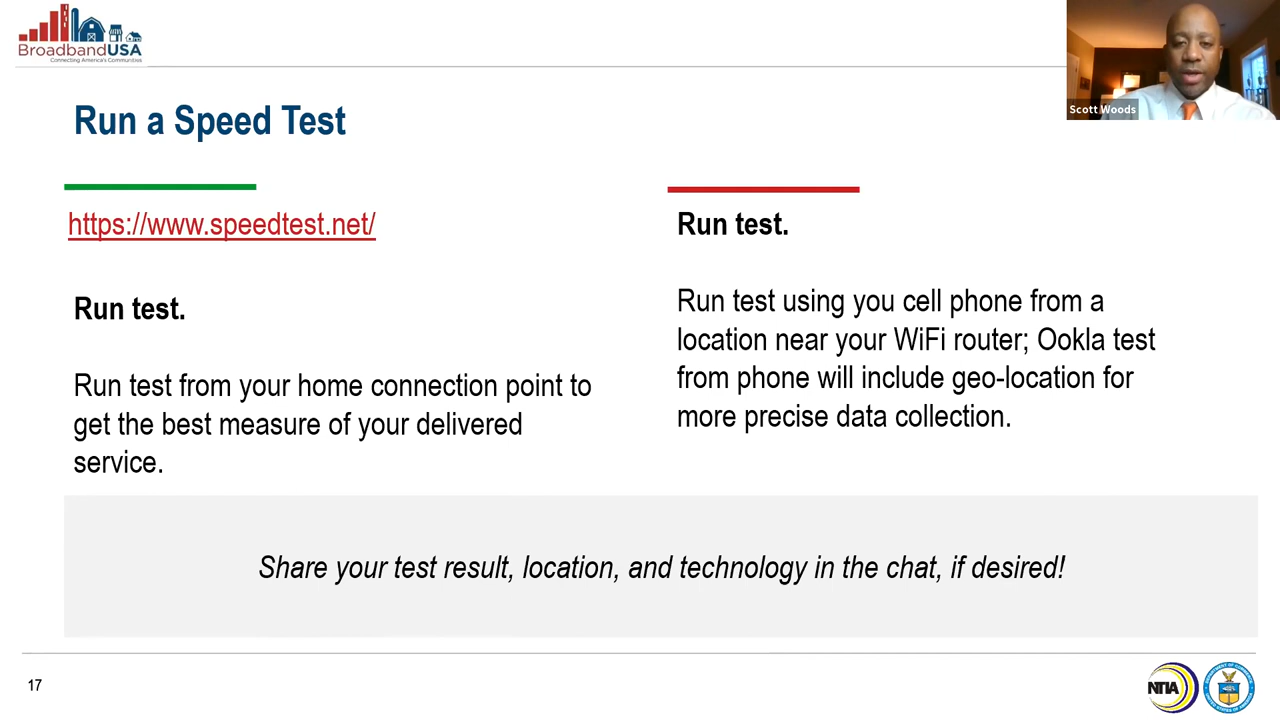 BroadbandUSA
Connecting America's Communities
Scott Woods
Run a Speed Test
https://www.speedtest.net/
Run test.
Run test from your home connection point to
get the best measure of your delivered
service.
Run test.
Run test using you cell phone from a
location near your WiFi router; Ookla test
from phone will include geo-location for
more precise data collection.
Share your test result, location, and technology in the chat, if desired!
17
NTIA